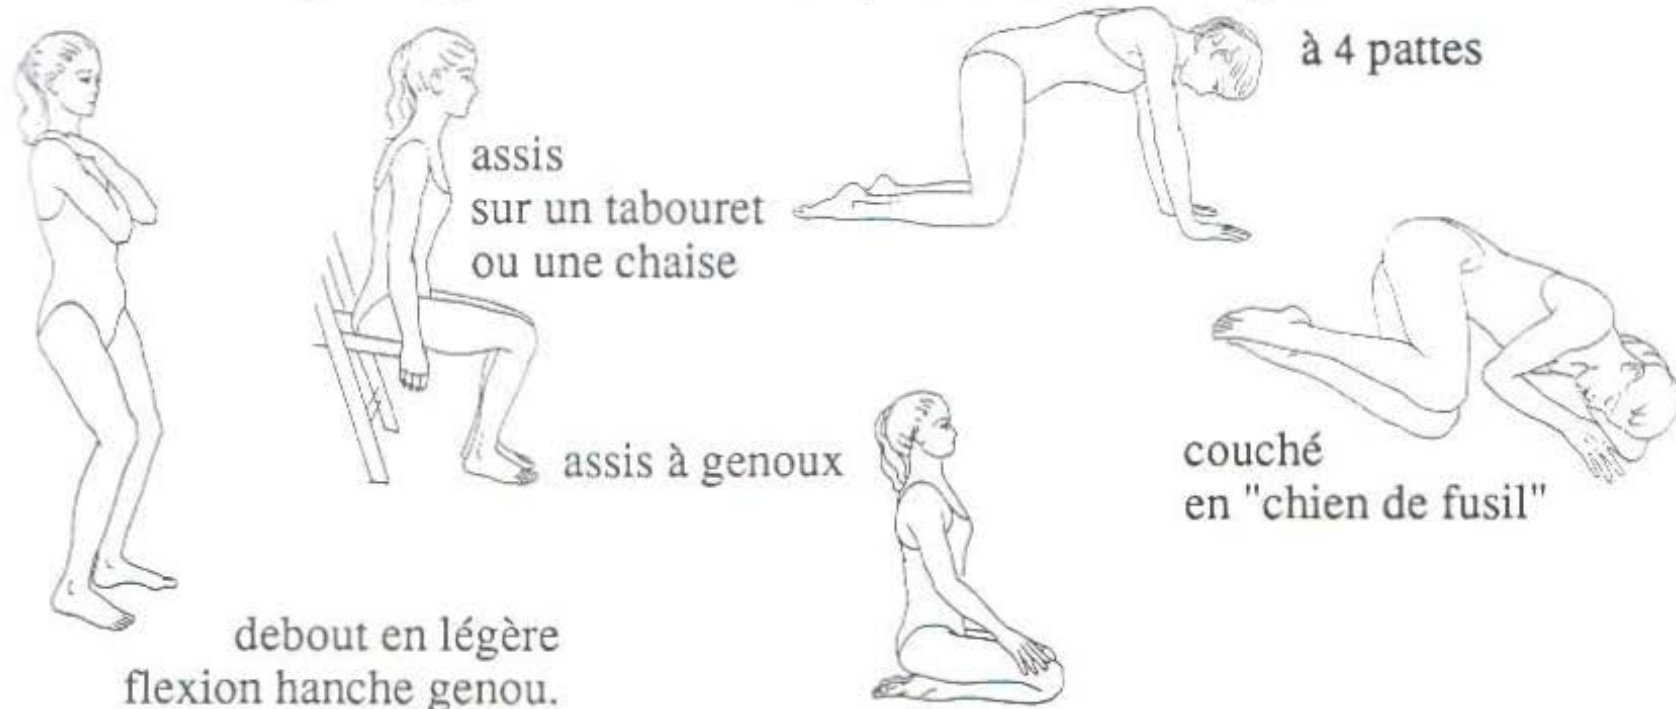 à 4 pattes
assis
sur un tabouret
ou une chaise
assis à genoux
couché
en "chien de fusil"
debout en légère
flexion hanche genou.